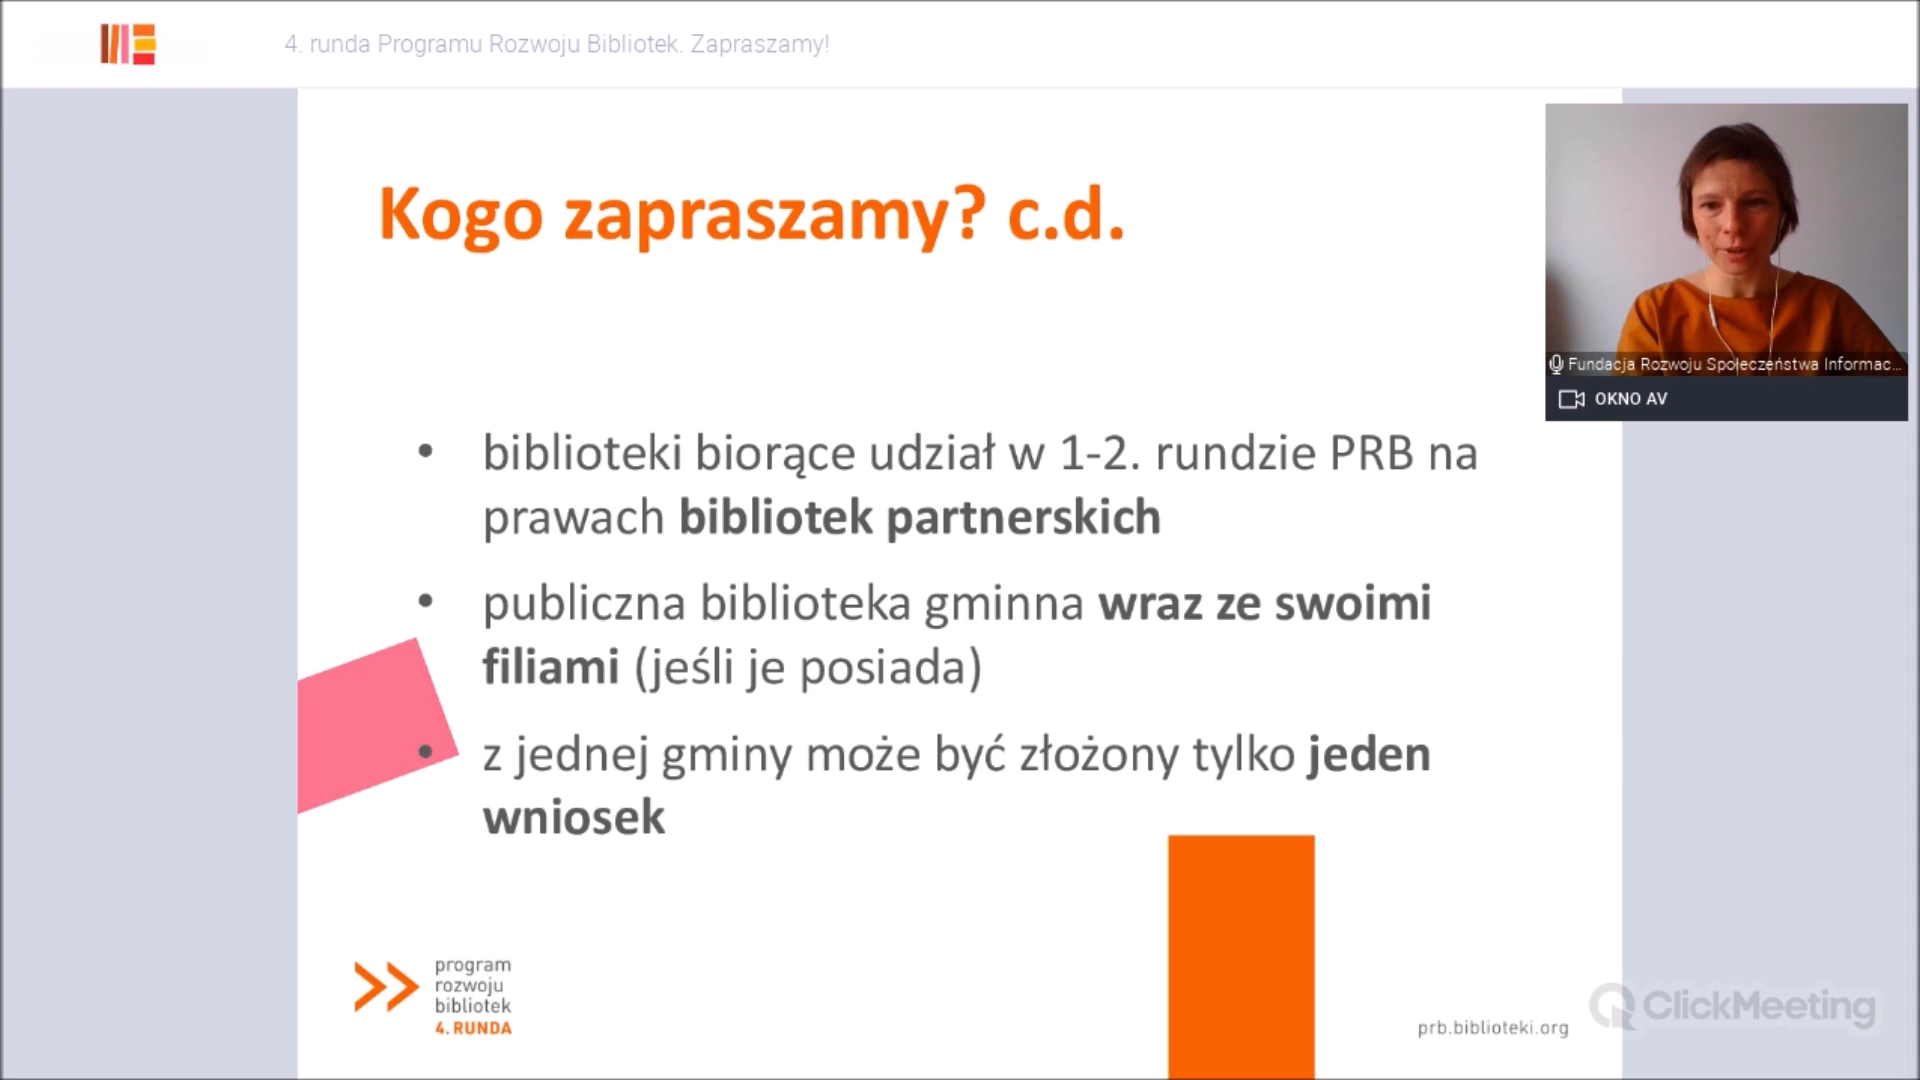 4. runda Programu Rozwoju Bibliotek. Zapraszamy!
Kogo zapraszamy? c.d.
Fundacja Rozwoju Społeczeństwa Informac...
OKNO AV
• biblioteki biorące udział w 1-2. rundzie PRB na
prawach bibliotek partnerskich
• publiczna biblioteka gminna wraz ze swoimi
filiami (jeśli je posiada)
• z jednej gminy może być złożony tylko jeden
wniosek
program
rozwoju
bibliotek
4. RUNDA
prb.biblioteki.org
ClickMeeting